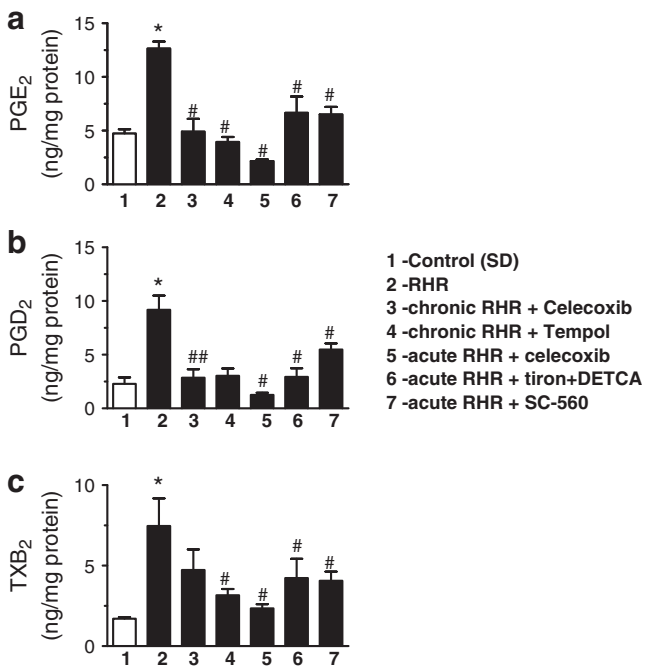 a
PGE2
(ng/mg protein)
15
10
5
0
*
#
#
#
#
#
1 2 3 4 5 6 7
b
PGD2
(ng/mg protein)
15
10
5
0
*
##
#
#
#
1 2 3 4 5 6 7
1 -Control (SD)
2 -RHR
3 -chronic RHR + Celecoxib
4 -chronic RHR + Tempol
5 -acute RHR + celecoxib
6 -acute RHR + tiron+DETCA
7 -acute RHR + SC-560
c
TXB2
(ng/mg protein)
10
5
0
*
#
#
#
#
1 2 3 4 5 6 7